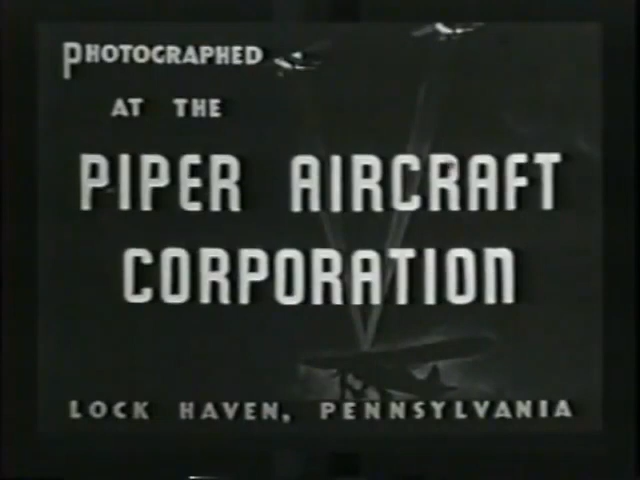 PHOTOGRAPHED
AT THE
PIPER AIRCRAFT
CORPORATION
LOCK HAVEN, PENNSYLVANIA